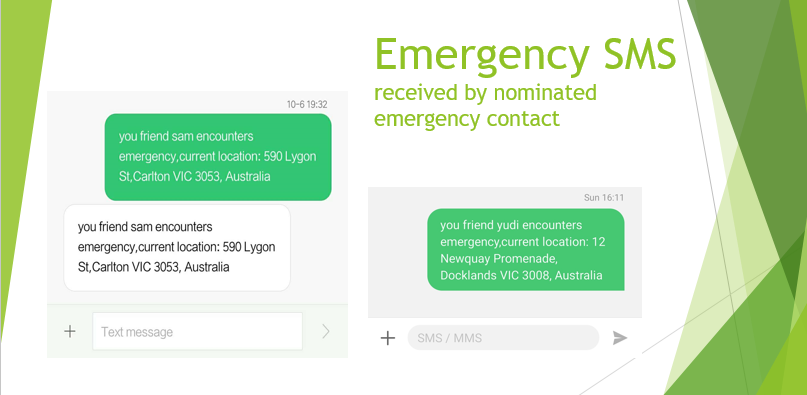 Emergency SMS
received by nominated
emergency contact
10-6 19:32
you friend sam encounters
emergency,current location: 590 Lygon
St,Carlton VIC 3053, Australia
you friend sam encounters
emergency,current location: 590 Lygon
St,Carlton VIC 3053, Australia
Text message
Sun 16:11
you friend yudi encounters
emergency,current location: 12
Newquay Promenade,
Docklands VIC 3008, Australia
SMS / MMS